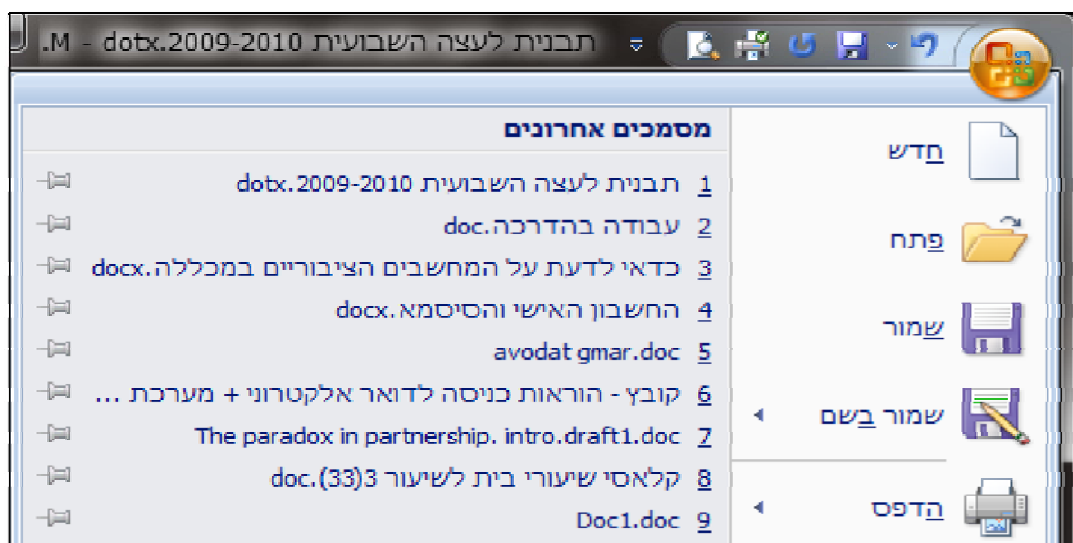 תבנית לעצה השבועית 2009-2010.dotx - M.
חדש
פתח
שמור
שמור בשם
הדפס
מסמכים אחרונים
1 תבנית לעצה השבועית 2009-2010.dotx
2 עבודה בהדרכה.doc
3 כדאי לדעת על המחשבים הציבוריים במכללה.docx
4 החשבון האישי והסיסמא.docx
5 avodat gmar.doc
6 קובץ - הוראות כניסה לדואר אלקטרוני + מערכת ...
7 The paradox in partnership. intro.draft1.doc
8 קלאסי שיעורי בית לשיעור 3(33).doc
9 Doc1.doc